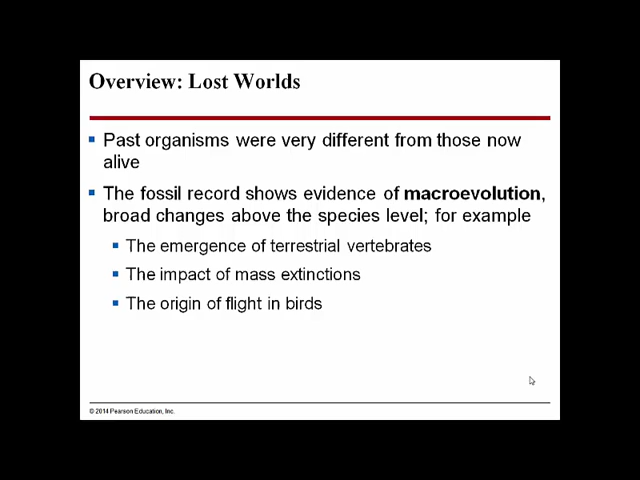 Overview: Lost Worlds
Past organisms were very different from those now
alive
The fossil record shows evidence of macroevolution,
broad changes above the species level; for example
The emergence of terrestrial vertebrates
The impact of mass extinctions
The origin of flight in birds
© 2014 Pearson Education, Inc.